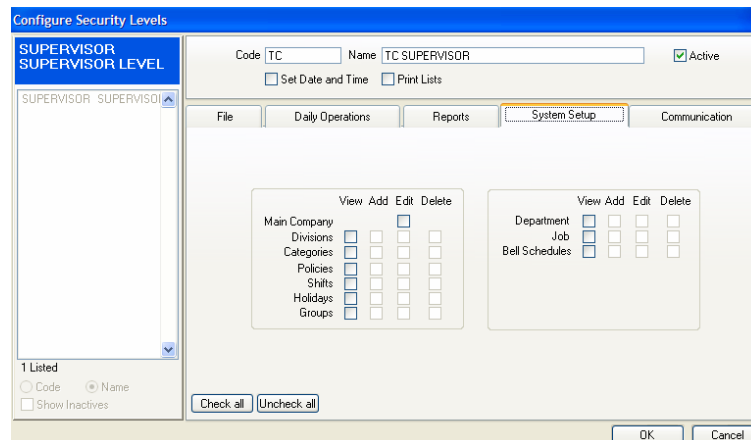 Configure Security Levels
SUPERVISOR
SUPERVISOR LEVEL
SUPERVISOR SUPERVISO
1 Listed
Code Name
Show Inactives
Code TC Name TC SUPERVISOR Active
Set Date and Time Print Lists
File Daily Operations Reports System Setup Communication
View Add Edit Delete
Main Company
Divisions
Categories
Policies
Shifts
Holidays
Groups
View Add Edit Delete
Department
Job
Bell Schedules
Check all Uncheck all
OK Cancel